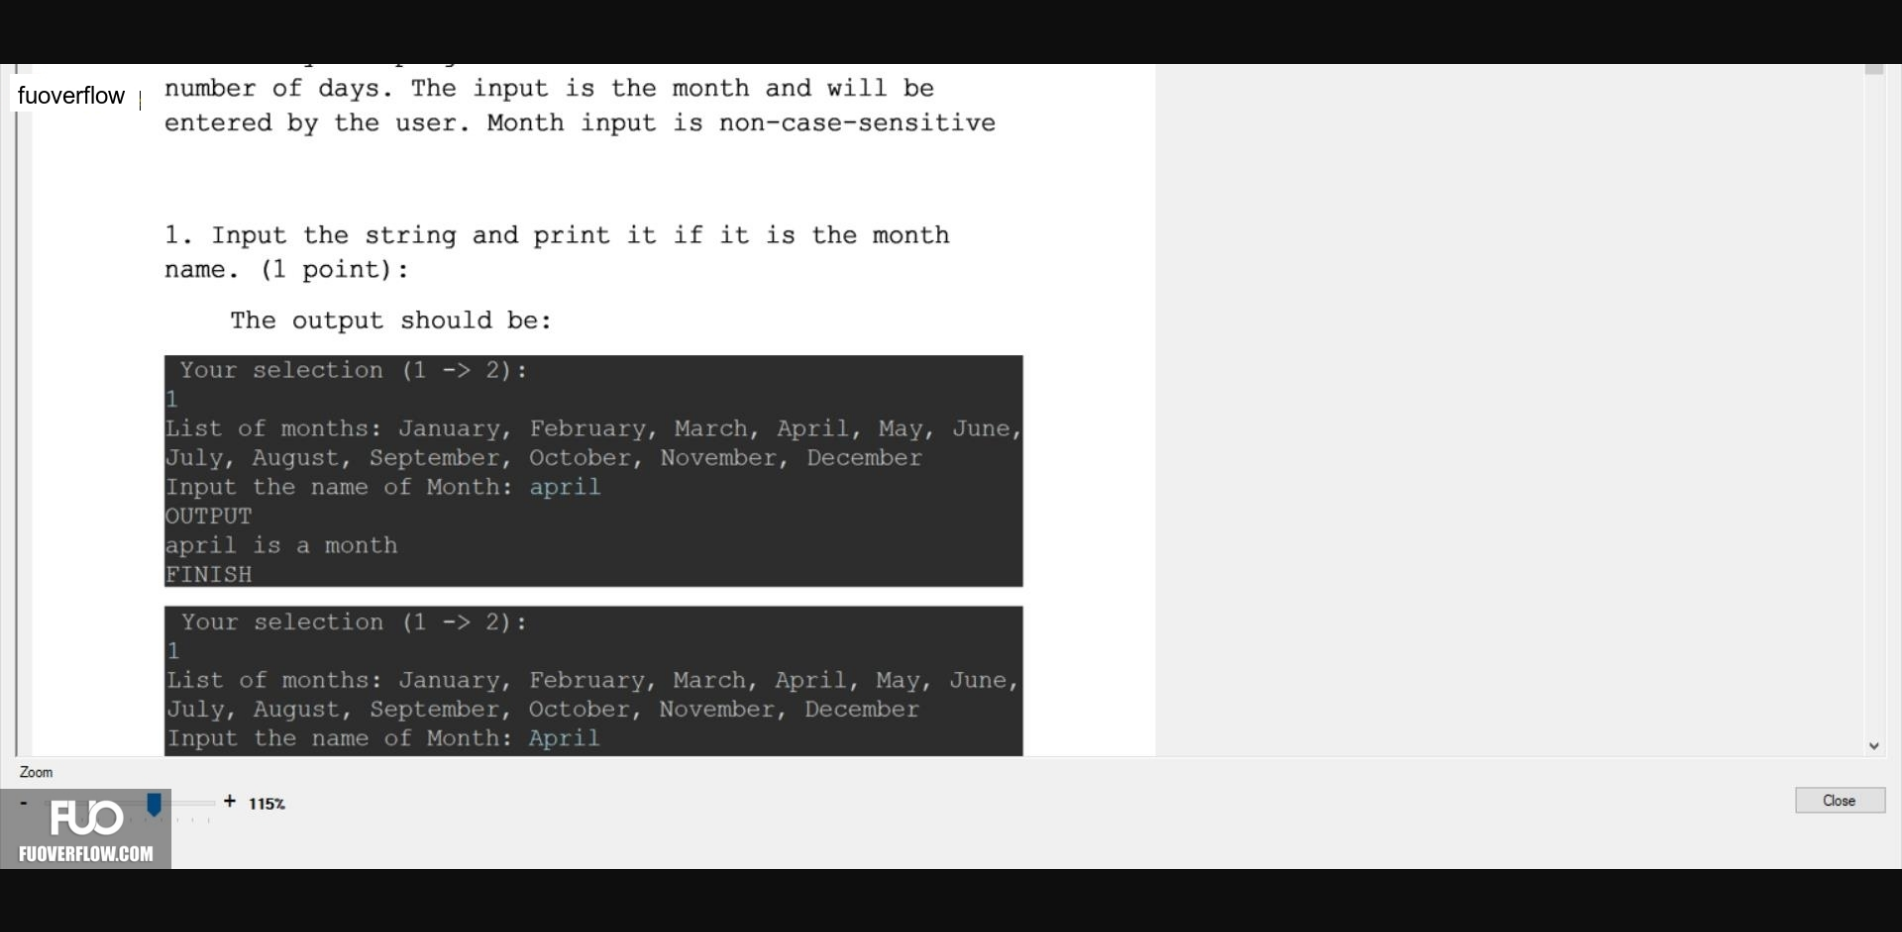 fuoverflow
number of days. The input is the month and will be
entered by the user. Month input is non-case-sensitive
1. Input the string and print it if it is the month
name. (1 point):
The output should be:
Your selection (1 -> 2):
1
List of months: January, February, March, April, May, June,
July, August, September, October, November, December
Input the name of Month: april
OUTPUT
april is a month
FINISH
Your selection (1 -> 2):
1
List of months: January, February, March, April, May, June,
July, August, September, October, November, December
Input the name of Month: April
Zoom
- + 115%
Close
FUO
FUOVERFLOW.COM